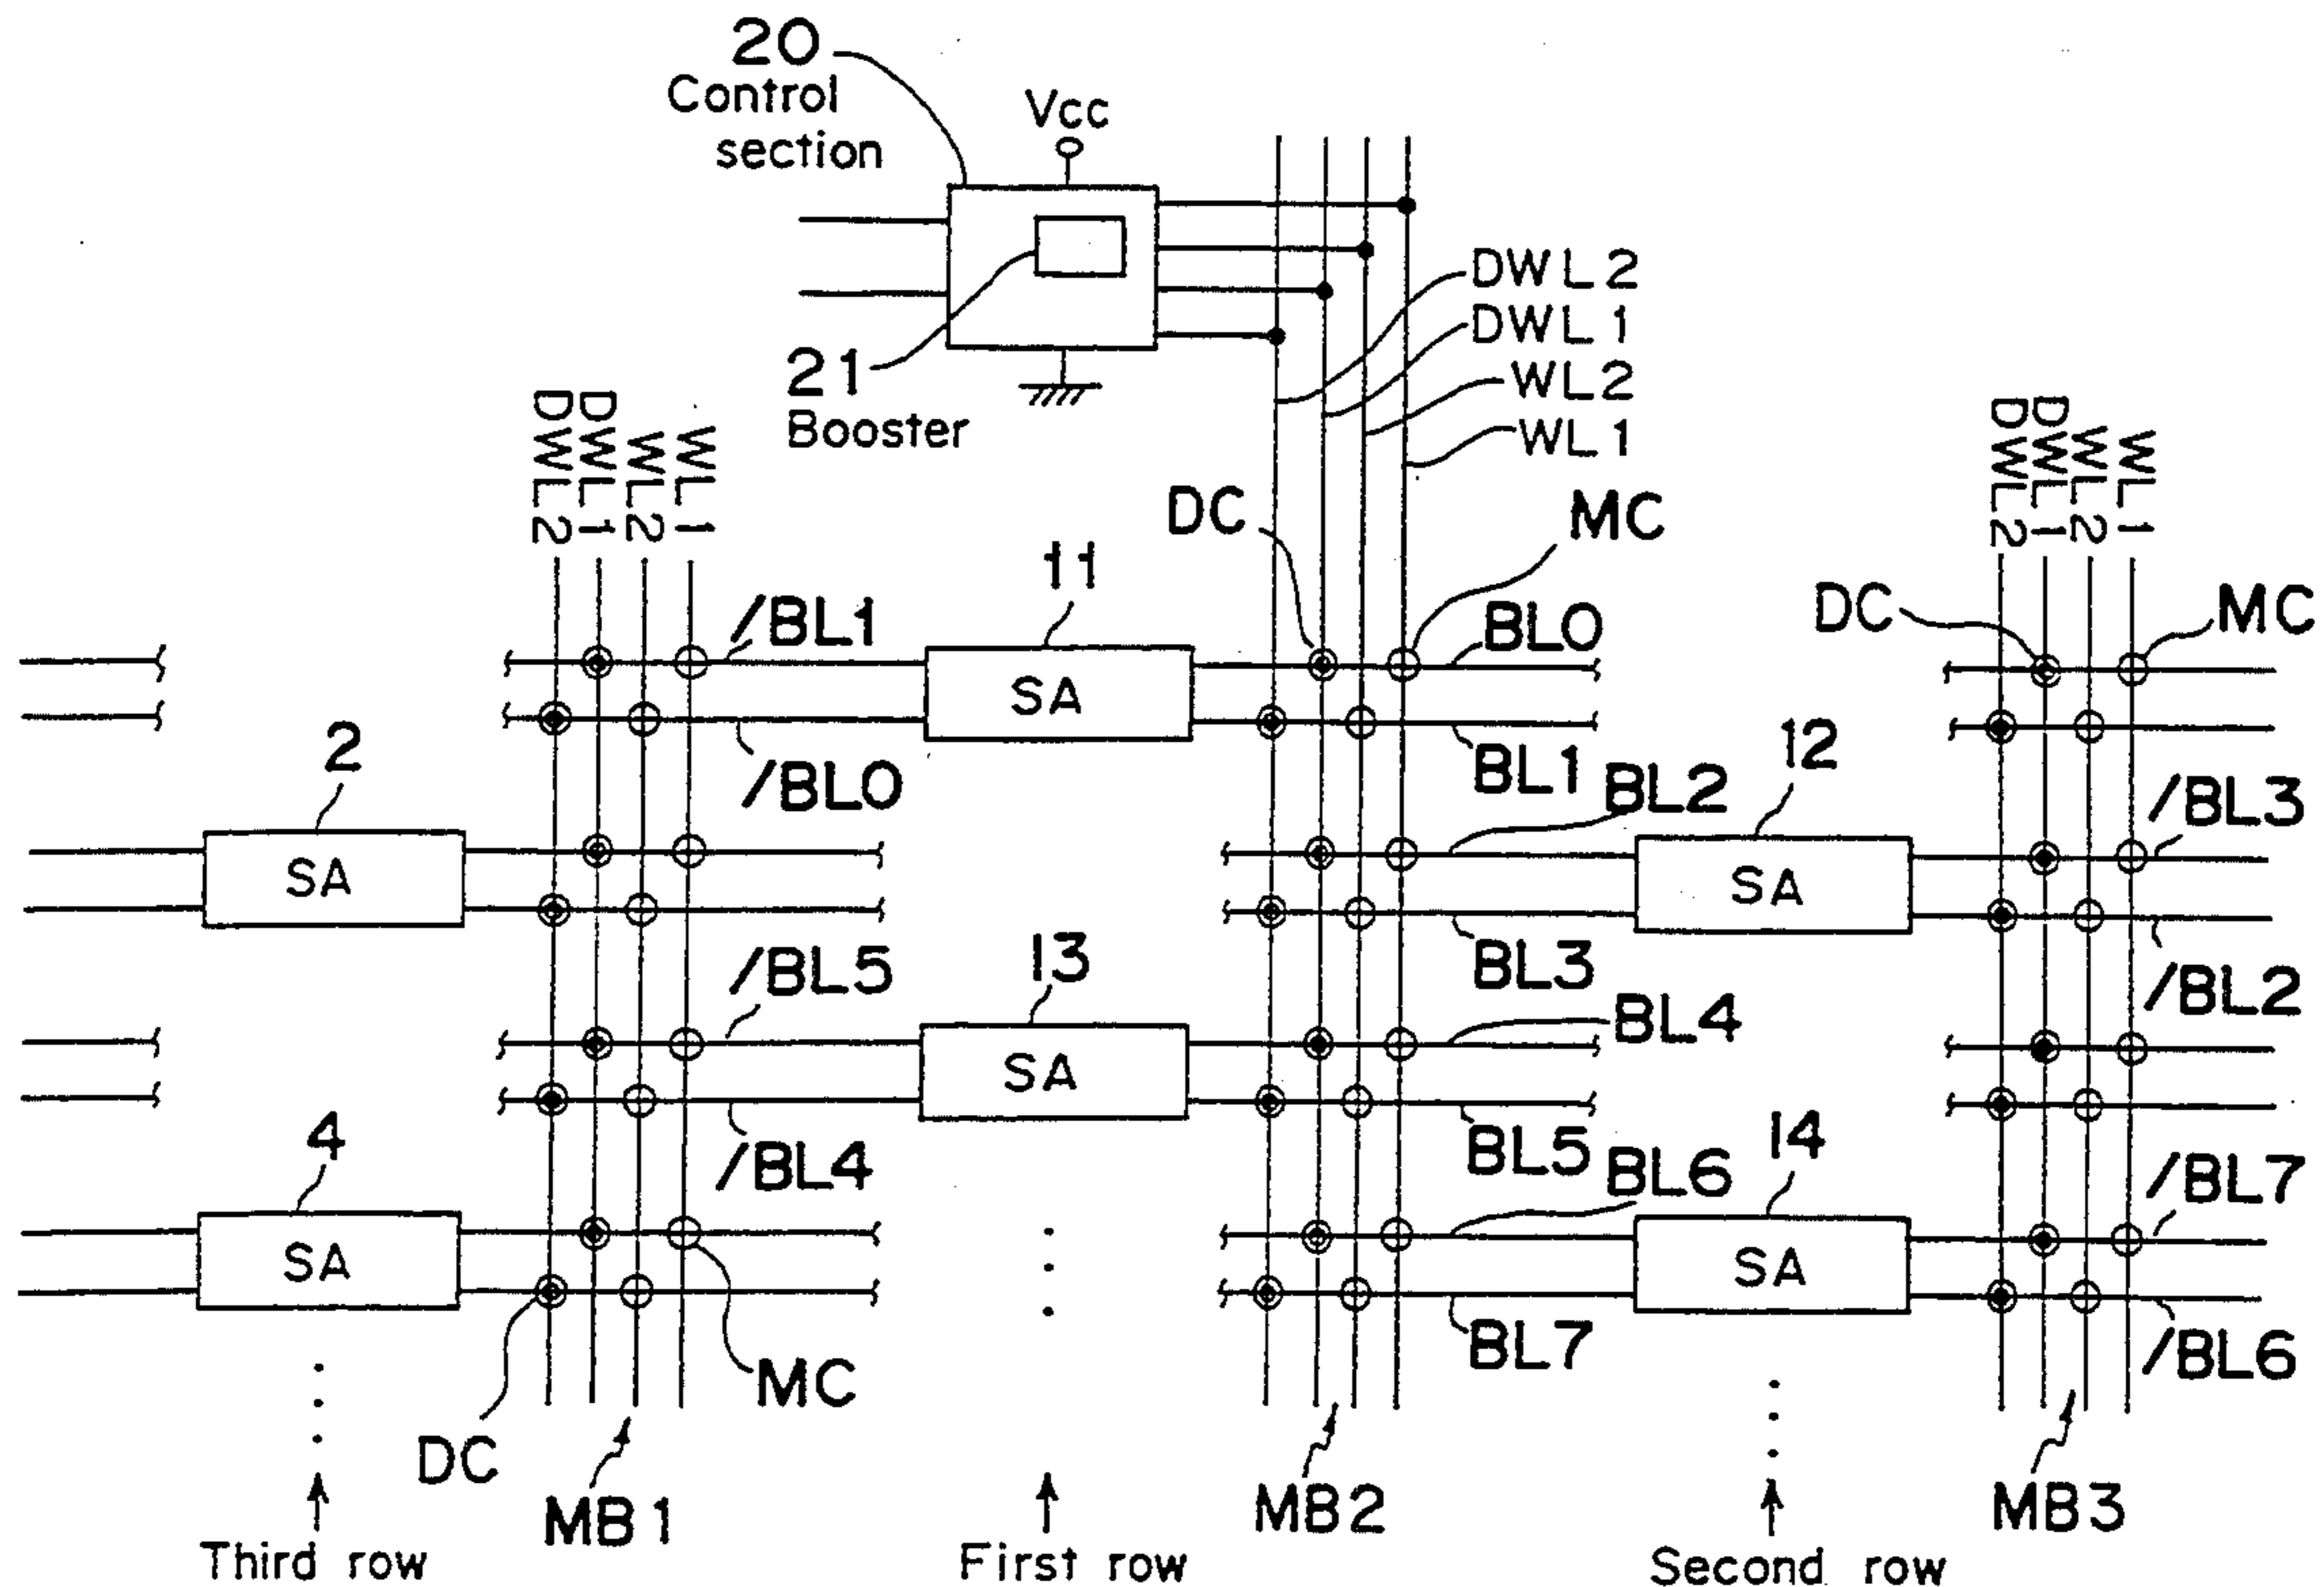 20
Control
section
Vcc
21
Booster
DWL2
DWL1
WL2
WL1
DWL2
DWL1
WL2
WL1
DWL2
DWL1
WL2
WL1
DC
MC
11
/BL1
SA
BL0
DC
MC
2
/BL0
BL1
BL2
12
/BL3
SA
SA
/BL5
13
BL3
/BL2
BL4
SA
4
/BL4
BL5
BL6
14
/BL7
SA
SA
BL7
/BL6
MC
DC
MB1
MB2
MB3
Third row
First row
Second row